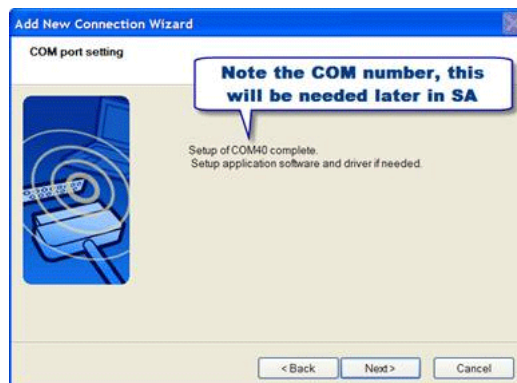 Add New Connection Wizard
COM port setting
Note the COM number, this
will be needed later in SA
Setup of COM40 complete.
Setup application software and driver if needed.
< Back
Next >
Cancel